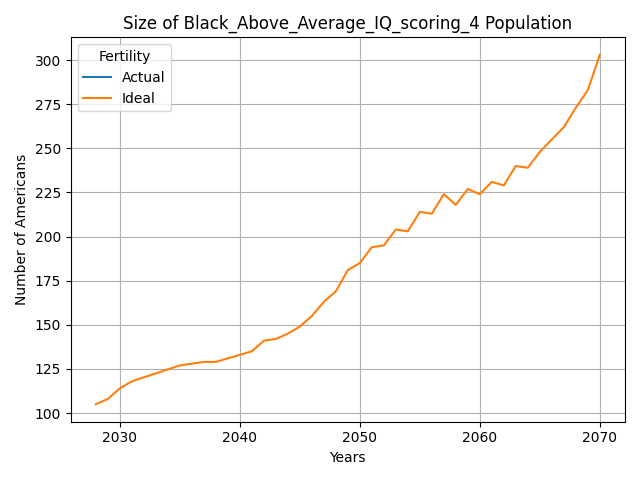 Size of Black_Above_Average_IQ_scoring_4 Population
Fertility
Actual
Ideal
Number of Americans
300
275
250
225
200
175
150
125
100
2030 2040 2050 2060 2070
Years